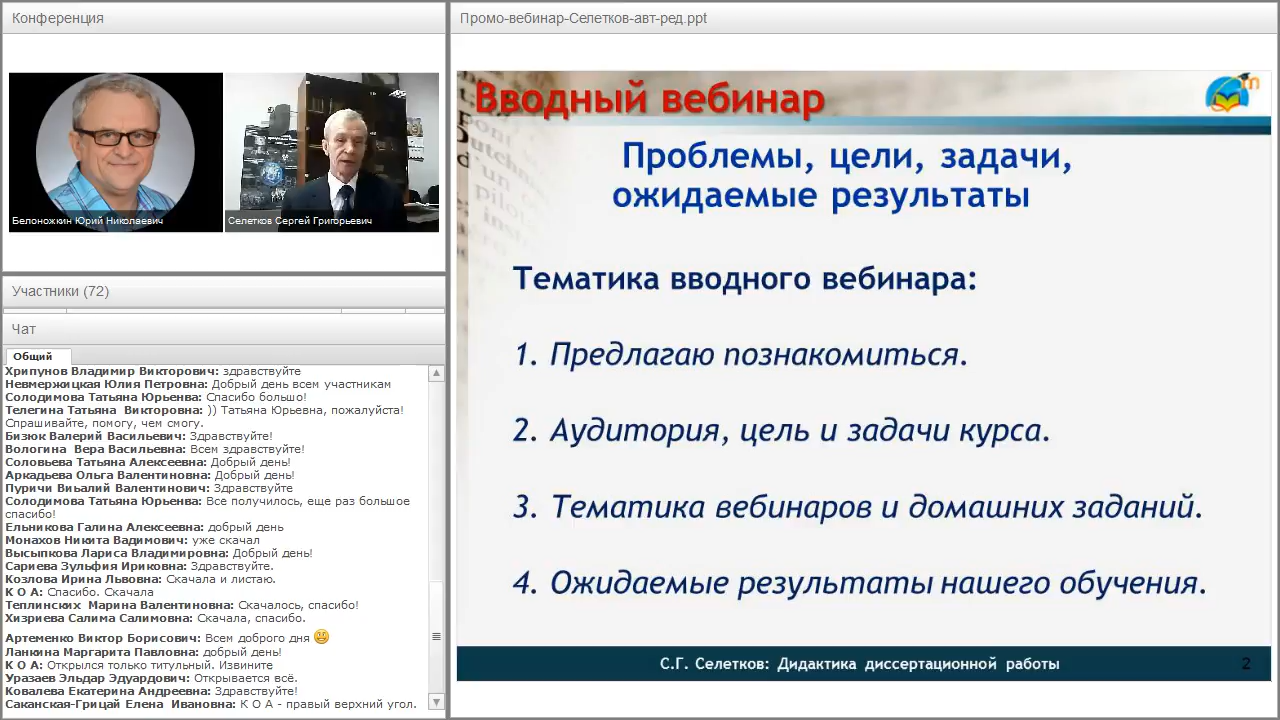 Конференция
Белоножкин Юрий Николаевич
Селетков Сергей Григорьевич
Участники (72)
Чат
Общий
Хрипунов Владимир Викторович: здравствуйте
Невмержицкая Юлия Петровна: Добрый день всем участникам
Солодимова Татьяна Юрьенва: Спасибо большо!
Телегина Татьяна Викторовна: )) Татьяна Юрьевна, пожалуйста!
Спрашивайте, помогу, чем смогу.
Бизюк Валерий Васильевич: Здравствуйте!
Вологина Вера Васильевна: Всем здравствуйте!
Соловьева Татьяна Алексеевна: Добрый день!
Аркадьева Ольга Валентиновна: Добрый день!
Пуричи Виьалий Валентинович: Здравствуйте
Солодимова Татьяна Юрьенва: Все получилось, еще раз большое
спасибо!
Ельникова Галина Алексеевна: добрый день
Монахов Никита Вадимович: уже скачал
Высыпкова Лариса Владимировна: Добрый день!
Сариева Зульфия Ириковна: Здравствуйте.
Козлова Ирина Львовна: Скачала и листаю.
К О А: Спасибо. Скачала
Теплинских Марина Валентиновна: Скачалось, спасибо!
Хизриева Салима Салимовна: Скачала, спасибо.
Артеменко Виктор Борисович: Всем доброго дня
Ланкина Маргарита Павловна: добрый день!
К О А: Открылся только титульный. Извините
Уразаев Эльдар Эдуардович: Открывается всё.
Ковалева Екатерина Андреевна: Здравствуйте!
Саканская-Грицай Елена Ивановна: К О А - правый верхний угол.
Промо-вебинар-Селетков-авт-ред.ppt
Вводный вебинар
Проблемы, цели, задачи,
ожидаемые результаты
Тематика вводного вебинара:
1. Предлагаю познакомиться.
2. Аудитория, цель и задачи курса.
3. Тематика вебинаров и домашних заданий.
4. Ожидаемые результаты нашего обучения.
С.Г. Селетков: Дидактика диссертационной работы
2